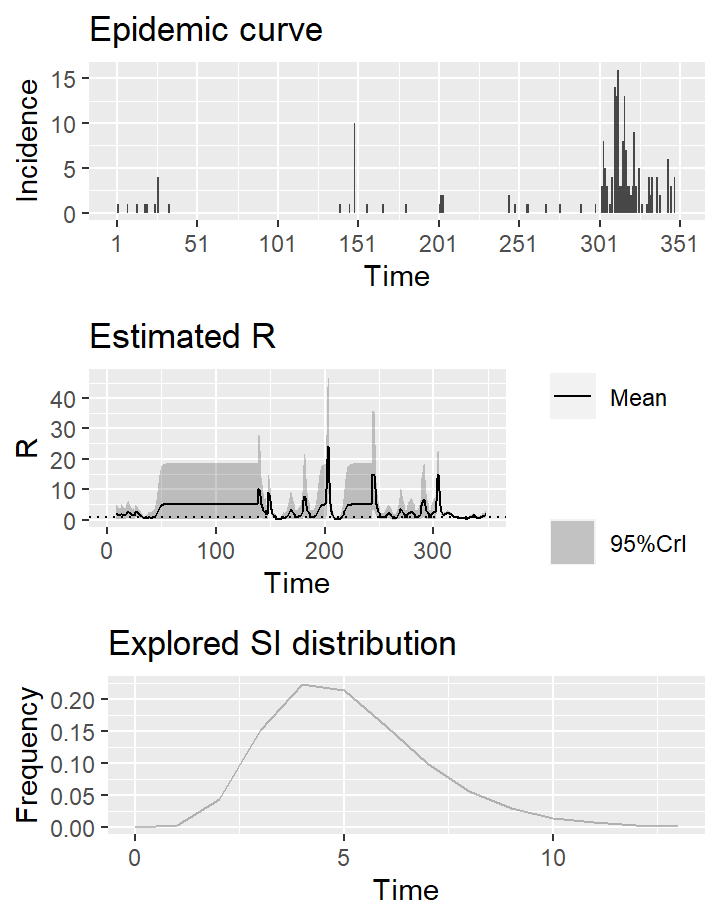 Epidemic curve
Incidence
15
10
5
0
1 51 101 151 201 251 301 351
Time
Estimated R
R
40
30
20
10
0
0 100 200 300
Time
Mean
95%CrI
Explored SI distribution
Frequency
0.20
0.15
0.10
0.05
0.00
0 5 10
Time